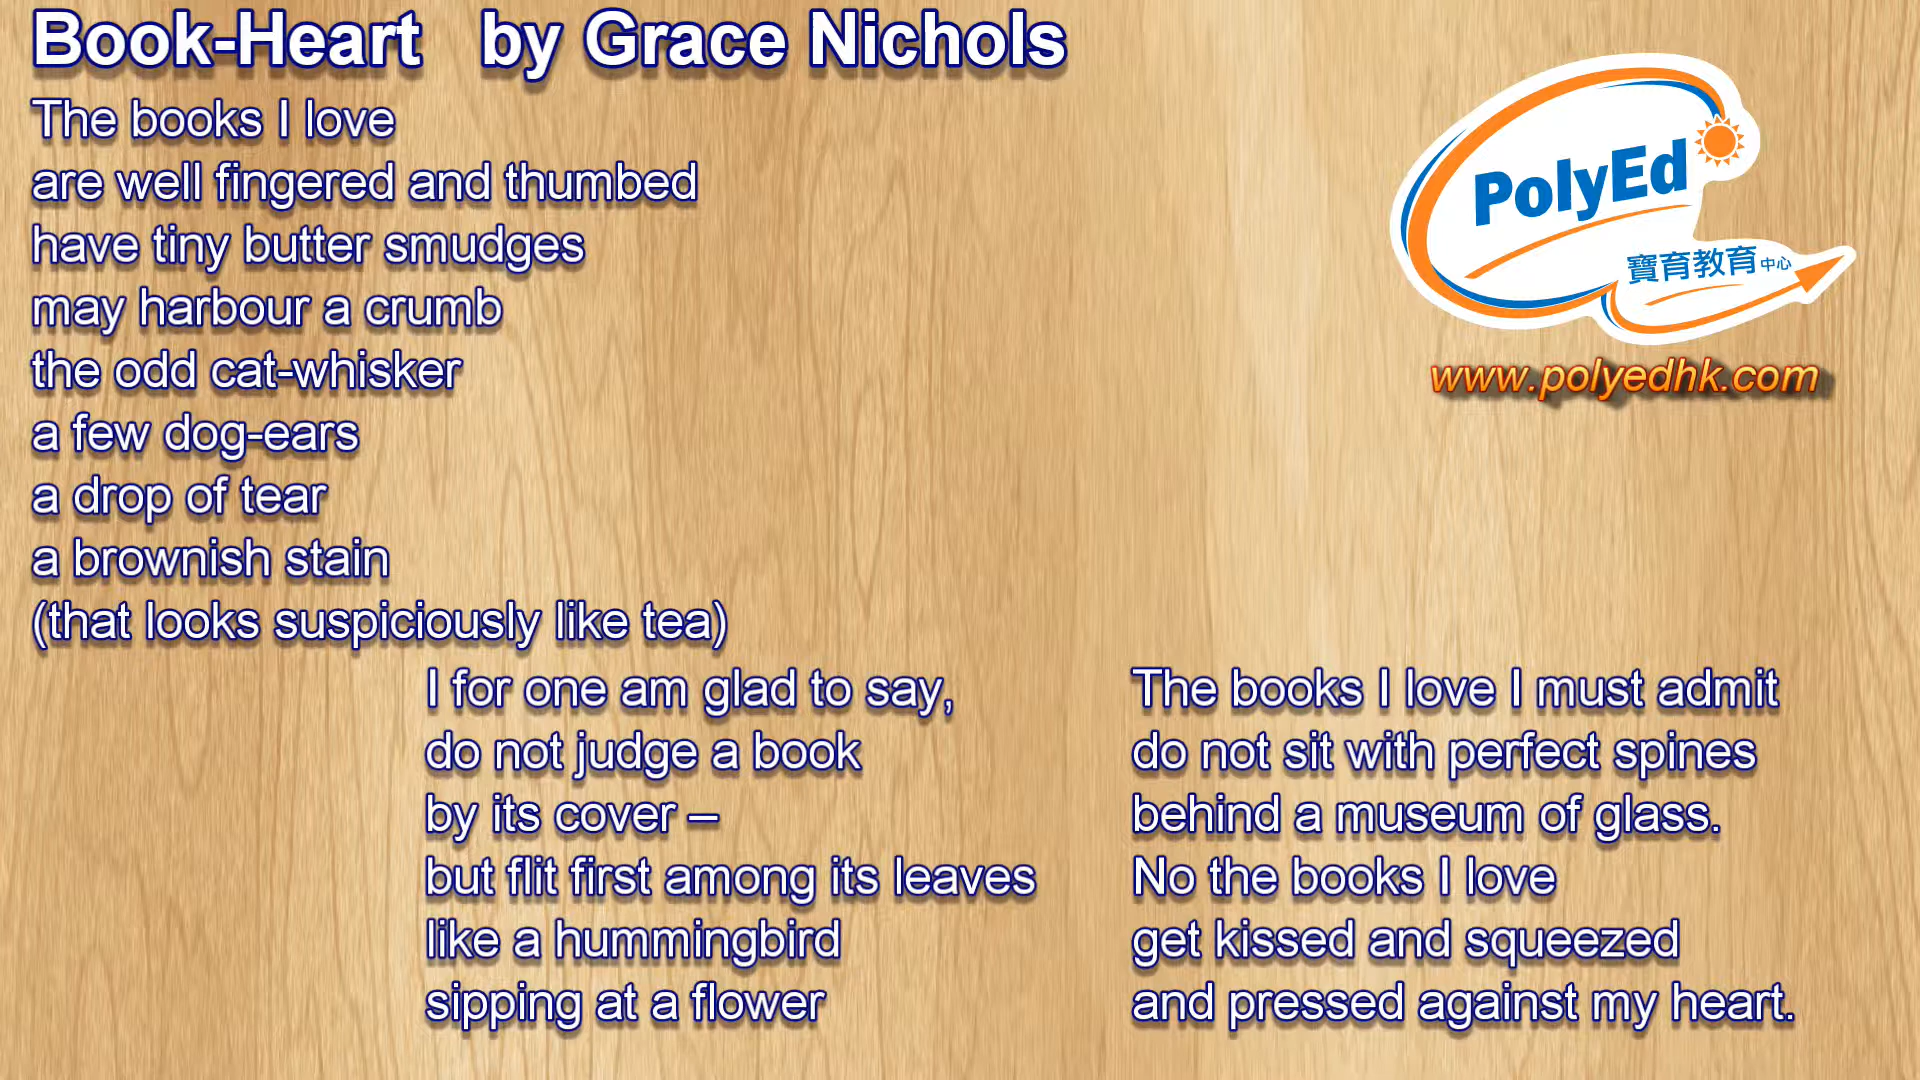 Book-Heart by Grace Nichols
The books I love
are well fingered and thumbed
have tiny butter smudges
may harbour a crumb
the odd cat-whisker
a few dog-ears
a drop of tear
a brownish stain
(that looks suspiciously like tea)
I for one am glad to say,
do not judge a book
by its cover –
but flit first among its leaves
like a hummingbird
sipping at a flower
The books I love I must admit
do not sit with perfect spines
behind a museum of glass.
No the books I love
get kissed and squeezed
and pressed against my heart.
PolyEd
寶育教育中心
www.polyedhk.com